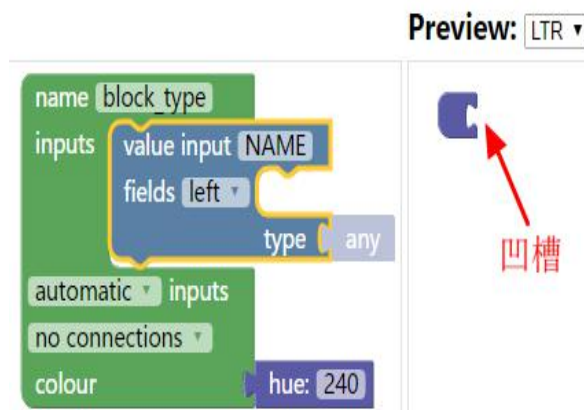 Preview: LTR
name block_type
inputs value input NAME
fields left
type any
凹槽
automatic inputs
no connections
colour hue: 240